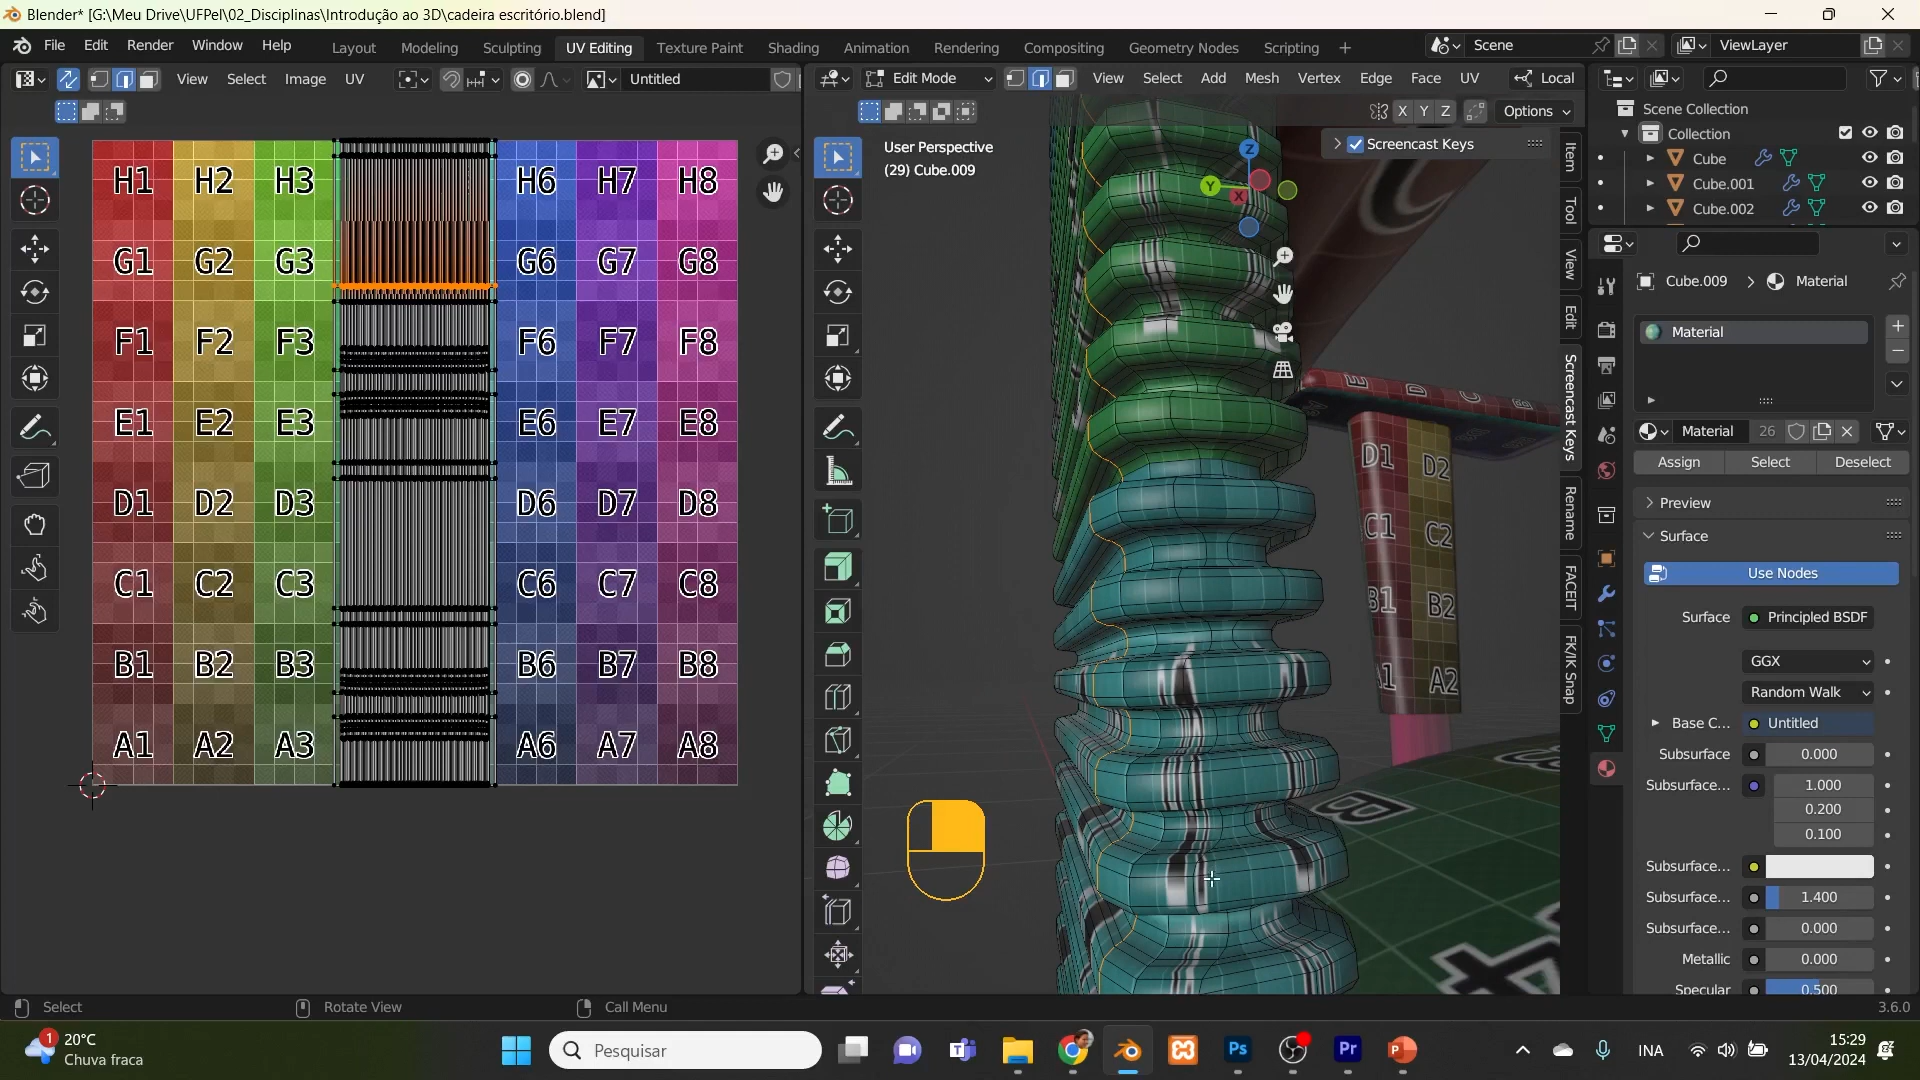 Blender* [G:\Meu Drive\UFPel\02_Disciplinas\Introdução ao 3D\cadeira escritório.blend]
File Edit Render Window Help
Layout Modeling Sculpting UV Editing Texture Paint Shading Animation Rendering Compositing Geometry Nodes Scripting +
Scene
ViewLayer
View Select Image UV
Untitled
Edit Mode
View Select Add Mesh Vertex Edge Face UV
Local
X Y Z
Options
User Perspective
(29) Cube.009
Screencast Keys
Z
Y
X
Item
Tool
View
Edit
Screencast Keys
Rename
FACEIT
FK/IK Snap
H1 H2 H3 H6 H7 H8
G1 G2 G3 G6 G7 G8
F1 F2 F3 F6 F7 F8
E1 E2 E3 E6 E7 E8
D1 D2 D3 D6 D7 D8
C1 C2 C3 C6 C7 C8
B1 B2 B3 B6 B7 B8
A1 A2 A3 A6 A7 A8
D1 D2
C1 C2
B1 B2
A2
Scene Collection
Collection
Cube
Cube.001
Cube.002
Cube.009 > Material
Material
Material 26
Assign Select Deselect
Preview
Surface
Use Nodes
Surface Principled BSDF
GGX
Random Walk
Base C... Untitled
Subsurface 0.000
Subsurface... 1.000
0.200
0.100
Subsurface...
Subsurface... 1.400
Subsurface... 0.000
Metallic 0.000
Specular 0.500
Select
Rotate View
Call Menu
3.6.0
1
20°C
Chuva fraca
Pesquisar
Ps
Pr
INA
15:29
13/04/2024